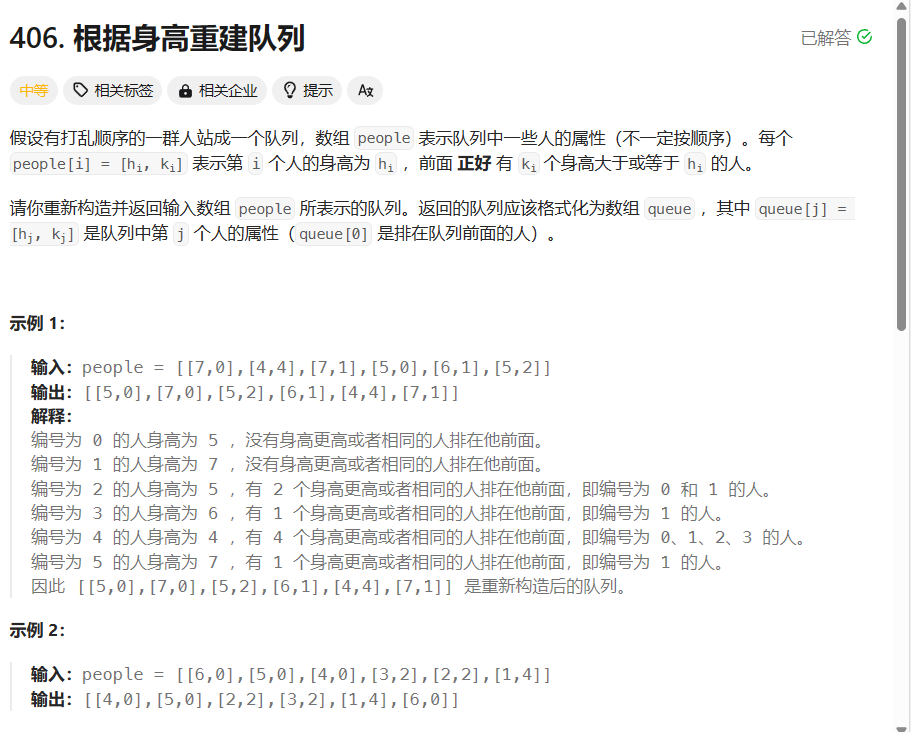 406. 根据身高重建队列
已解答
中等 相关标签 相关企业 提示 Aあ
假设有打乱顺序的一群人站成一个队列，数组 people 表示队列中一些人的属性（不一定按顺序）。每个
people[i] = [hi, ki] 表示第 i 个人的身高为 hi ，前面 正好 有 ki 个身高大于或等于 hi 的人。
请你重新构造并返回输入数组 people 所表示的队列。返回的队列应该格式化为数组 queue ，其中 queue[j] =
[hj, kj] 是队列中第 j 个人的属性（queue[0] 是排在队列前面的人）。
示例 1：
输入：people = [[7,0],[4,4],[7,1],[5,0],[6,1],[5,2]]
输出：[[5,0],[7,0],[5,2],[6,1],[4,4],[7,1]]
解释：
编号为 0 的人身高为 5 ，没有身高更高或者相同的人排在他前面。
编号为 1 的人身高为 7 ，没有身高更高或者相同的人排在他前面。
编号为 2 的人身高为 5 ，有 2 个身高更高或者相同的人排在他前面，即编号为 0 和 1 的人。
编号为 3 的人身高为 6 ，有 1 个身高更高或者相同的人排在他前面，即编号为 1 的人。
编号为 4 的人身高为 4 ，有 4 个身高更高或者相同的人排在他前面，即编号为 0、1、2、3 的人。
编号为 5 的人身高为 7 ，有 1 个身高更高或者相同的人排在他前面，即编号为 1 的人。
因此 [[5,0],[7,0],[5,2],[6,1],[4,4],[7,1]] 是重新构造后的队列。
示例 2：
输入：people = [[6,0],[5,0],[4,0],[3,2],[2,2],[1,4]]
输出：[[4,0],[5,0],[2,2],[3,2],[1,4],[6,0]]